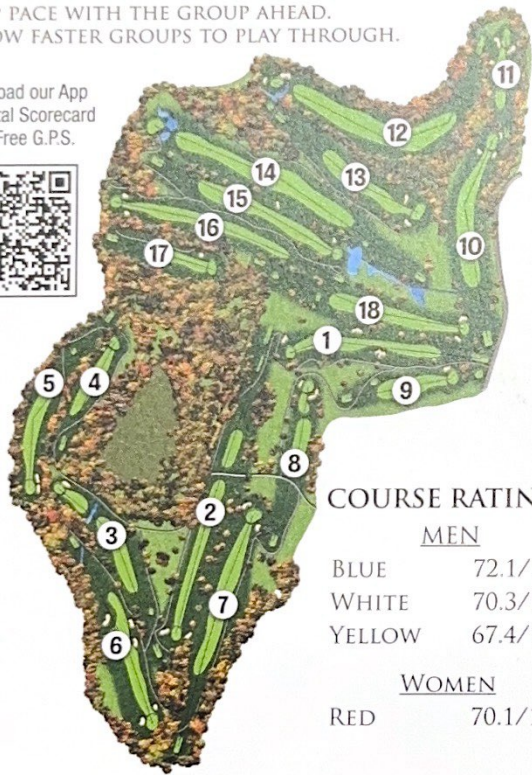 PACE WITH THE GROUP AHEAD.
OW FASTER GROUPS TO PLAY THROUGH.
oad our App
tal Scorecard
Free G.P.S.
11
12
14
13
15
16
10
17
18
1
5
4
9
8
3
2
7
6
COURSE RATIN
MEN
BLUE 72.1/
WHITE 70.3/
YELLOW 67.4/
WOMEN
RED 70.1/